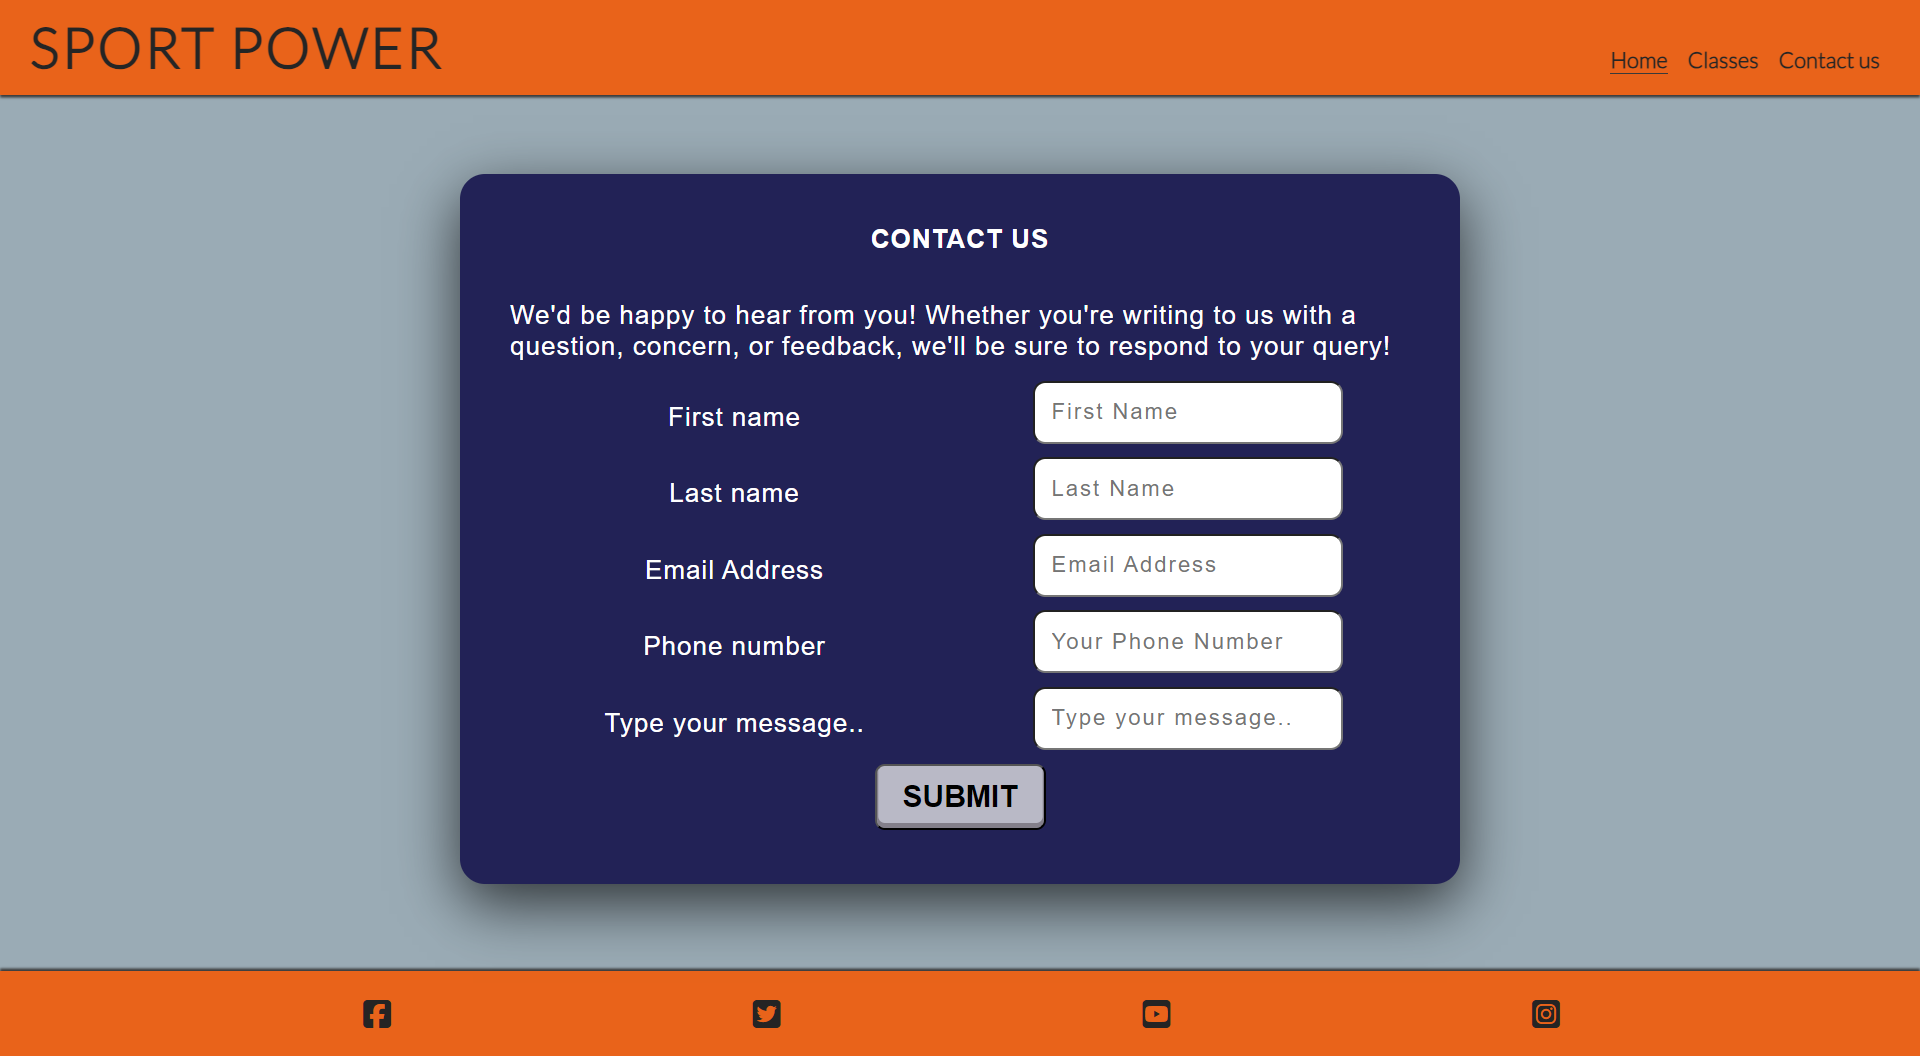 SPORT POWER
Home Classes Contact us
CONTACT US
We'd be happy to hear from you! Whether you're writing to us with a
question, concern, or feedback, we'll be sure to respond to your query!
First name First Name
Last name Last Name
Email Address Email Address
Phone number Your Phone Number
Type your message.. Type your message..
SUBMIT